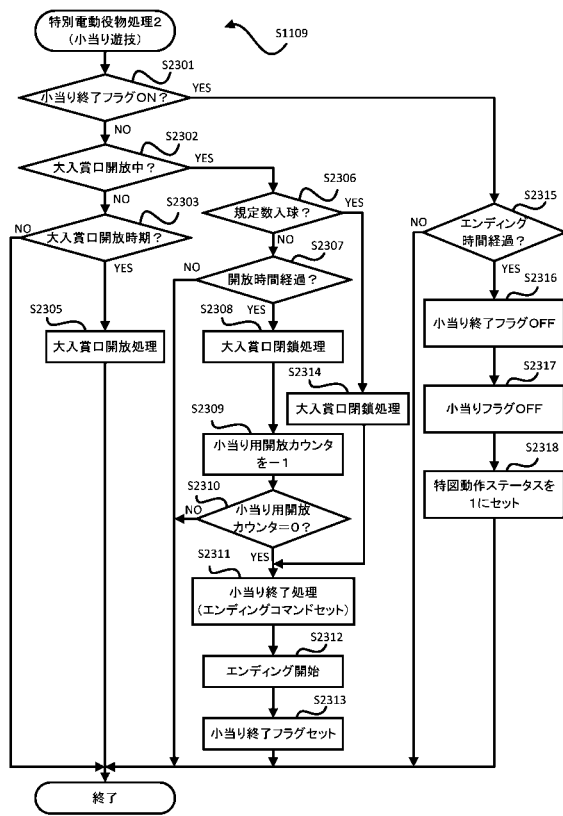 特別電動役物処理2
(小当り遊技)
S1109
S2301
小当り終了フラグON?
YES
NO
S2302
大入賞口開放中?
YES
NO
S2303
大入賞口開放時期?
NO
YES
S2305
大入賞口開放処理
S2306
規定数入球?
YES
NO
S2307
開放時間経過?
NO
YES
S2308
大入賞口閉鎖処理
S2314
大入賞口閉鎖処理
S2309
小当り用開放カウンタ
を-1
S2310
小当り用開放
カウンタ=0?
NO
YES
S2311
小当り終了処理
(エンディングコマンドセット)
S2312
エンディング開始
S2313
小当り終了フラグセット
S2315
エンディング
時間経過?
NO
YES
S2316
小当り終了フラグOFF
S2317
小当りフラグOFF
S2318
特図動作ステータスを
1にセット
終了